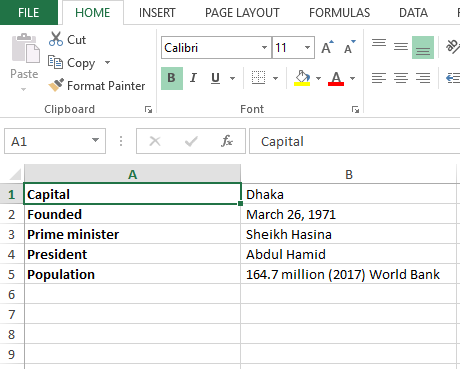 FILE HOME INSERT PAGE LAYOUT FORMULAS DATA
Cut
Copy
Paste
Format Painter
Clipboard
Calibri 11 A A
B I U A
Font
A1 fx Capital
A B
1 Capital Dhaka
2 Founded March 26, 1971
3 Prime minister Sheikh Hasina
4 President Abdul Hamid
5 Population 164.7 million (2017) World Bank
6
7
8
9